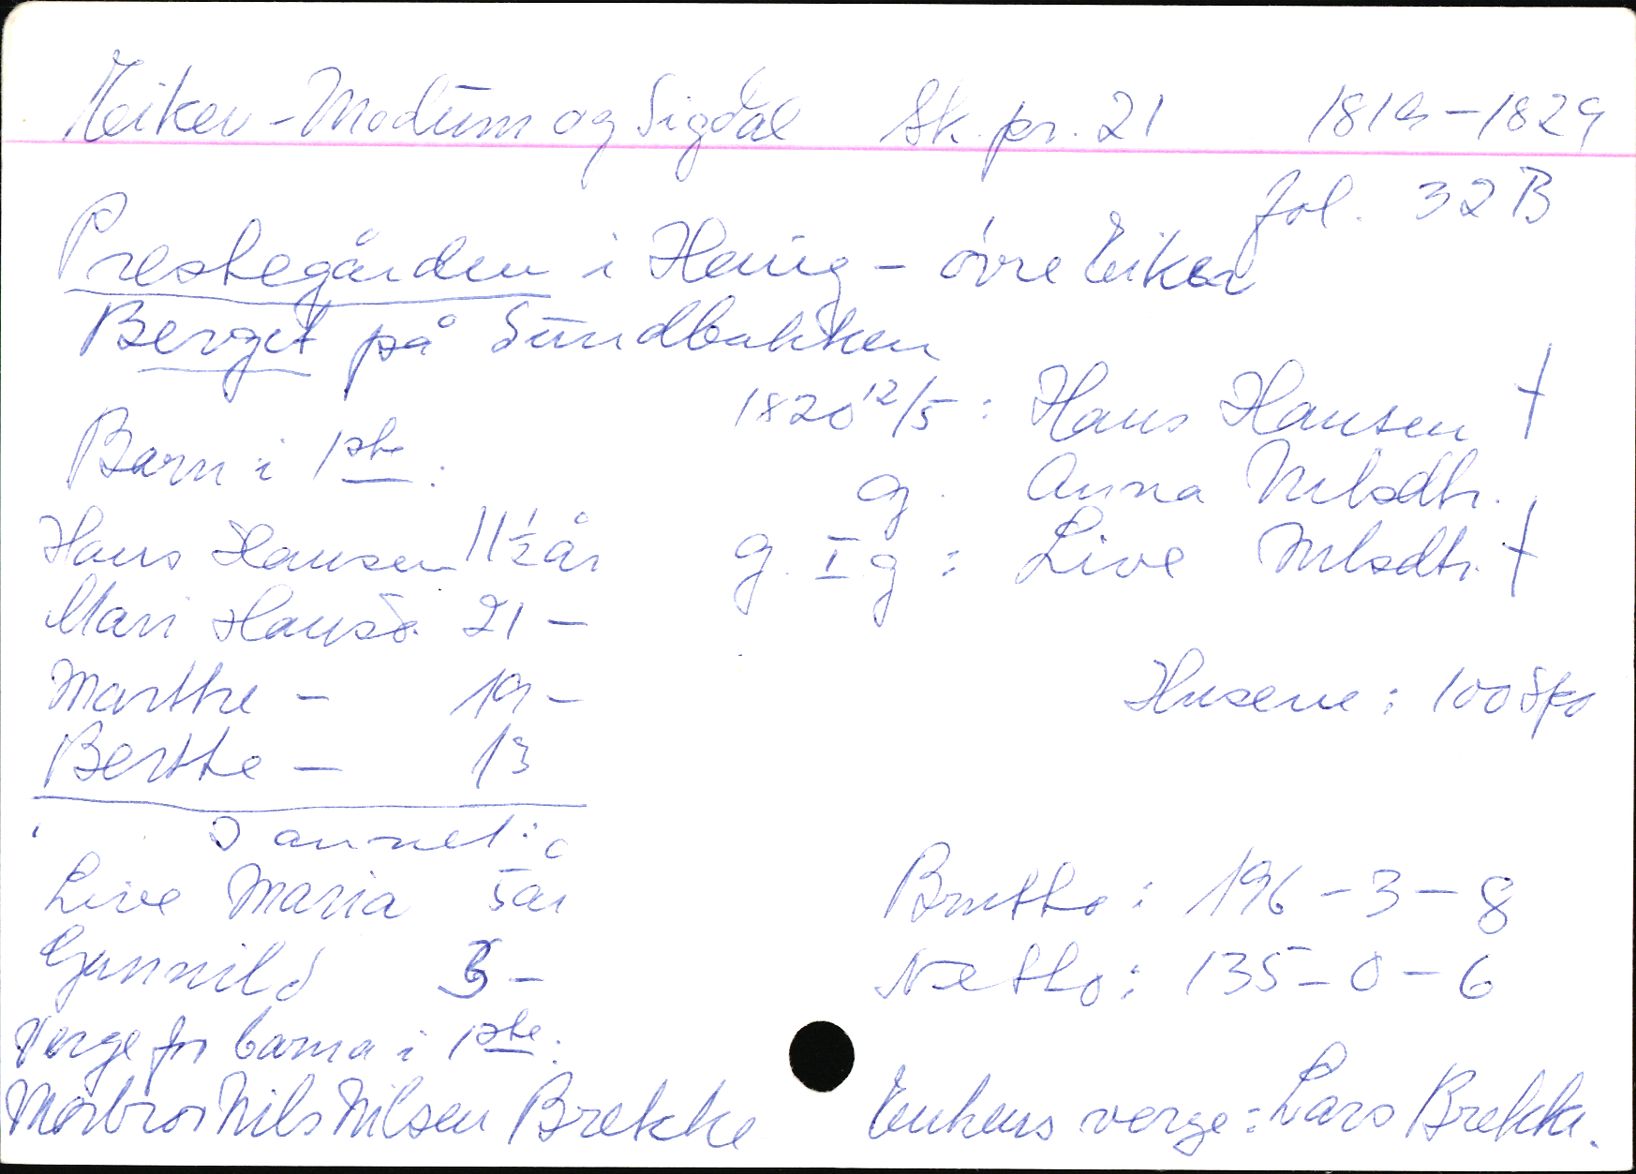 Eiker-Modum og Sigdal Sk. pr. 21 1819-1829
fol. 32B
Prestegården i Haug - øvre Eiker
Berget på Sundbakken
1820 12/5: Hans Hansen †
Barn i 1ste:
g. Anna Nilsdtr.
Hans Hansen 11½ år
g. I g: Live Nilsdtr. †
Mari Hansd. 21 -
Marthe - 19 -
Husene: 100 Spd
Berthe - 13
I annet:
Live Maria 5 år
Brutto: 196 - 3 - 8
Gunnild 3 -
Netto: 135 - 0 - 6
Verge for barna i 1ste:
Morbror Nils Nilsen Brekke
Enkens verge: Lars Brekke.